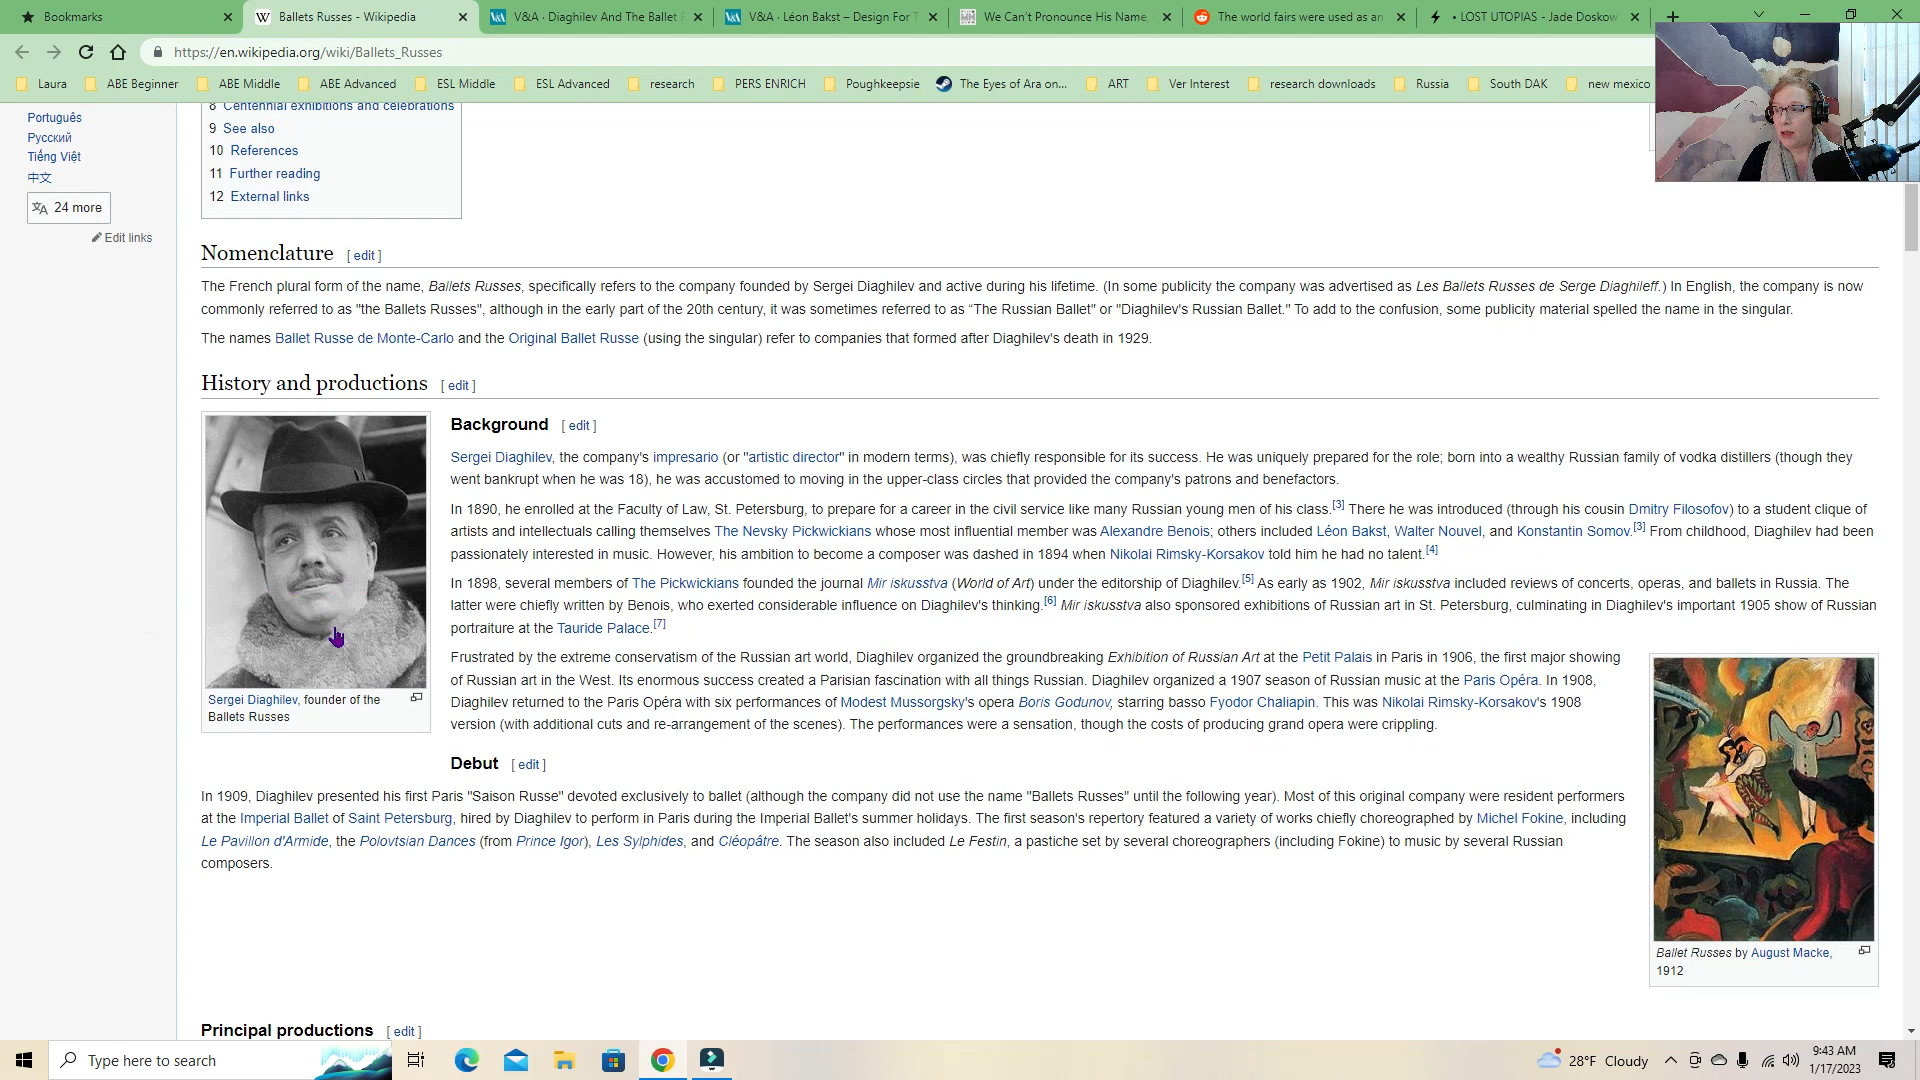 Bookmarks
Ballets Russes - Wikipedia
V&A · Diaghilev And The Ballet
V&A · Léon Bakst – Design For T
We Can't Pronounce His Name,
The world fairs were used as an
• LOST UTOPIAS - Jade Doskow
https://en.wikipedia.org/wiki/Ballets_Russes
Laura ABE Beginner ABE Middle ABE Advanced ESL Middle ESL Advanced research PERS ENRICH Poughkeepsie The Eyes of Ara on... ART Ver Interest research downloads Russia South DAK new mexico
Português
Русский
Tiếng Việt
中文
24 more
Edit links
8 Centennial exhibitions and celebrations
9 See also
10 References
11 Further reading
12 External links
Nomenclature [ edit ]
The French plural form of the name, Ballets Russes, specifically refers to the company founded by Sergei Diaghilev and active during his lifetime. (In some publicity the company was advertised as Les Ballets Russes de Serge Diaghileff.) In English, the company is now
commonly referred to as "the Ballets Russes", although in the early part of the 20th century, it was sometimes referred to as “The Russian Ballet” or "Diaghilev's Russian Ballet." To add to the confusion, some publicity material spelled the name in the singular.
The names Ballet Russe de Monte-Carlo and the Original Ballet Russe (using the singular) refer to companies that formed after Diaghilev's death in 1929.
History and productions [ edit ]
Sergei Diaghilev, founder of the
Ballets Russes
Background [ edit ]
Sergei Diaghilev, the company's impresario (or "artistic director" in modern terms), was chiefly responsible for its success. He was uniquely prepared for the role; born into a wealthy Russian family of vodka distillers (though they
went bankrupt when he was 18), he was accustomed to moving in the upper-class circles that provided the company's patrons and benefactors.
In 1890, he enrolled at the Faculty of Law, St. Petersburg, to prepare for a career in the civil service like many Russian young men of his class.[3] There he was introduced (through his cousin Dmitry Filosofov) to a student clique of
artists and intellectuals calling themselves The Nevsky Pickwickians whose most influential member was Alexandre Benois; others included Léon Bakst, Walter Nouvel, and Konstantin Somov.[3] From childhood, Diaghilev had been
passionately interested in music. However, his ambition to become a composer was dashed in 1894 when Nikolai Rimsky-Korsakov told him he had no talent.[4]
In 1898, several members of The Pickwickians founded the journal Mir iskusstva (World of Art) under the editorship of Diaghilev.[5] As early as 1902, Mir iskusstva included reviews of concerts, operas, and ballets in Russia. The
latter were chiefly written by Benois, who exerted considerable influence on Diaghilev's thinking.[6] Mir iskusstva also sponsored exhibitions of Russian art in St. Petersburg, culminating in Diaghilev's important 1905 show of Russian
portraiture at the Tauride Palace.[7]
Frustrated by the extreme conservatism of the Russian art world, Diaghilev organized the groundbreaking Exhibition of Russian Art at the Petit Palais in Paris in 1906, the first major showing
of Russian art in the West. Its enormous success created a Parisian fascination with all things Russian. Diaghilev organized a 1907 season of Russian music at the Paris Opéra. In 1908,
Diaghilev returned to the Paris Opéra with six performances of Modest Mussorgsky's opera Boris Godunov, starring basso Fyodor Chaliapin. This was Nikolai Rimsky-Korsakov's 1908
version (with additional cuts and re-arrangement of the scenes). The performances were a sensation, though the costs of producing grand opera were crippling.
Debut [ edit ]
In 1909, Diaghilev presented his first Paris "Saison Russe" devoted exclusively to ballet (although the company did not use the name "Ballets Russes" until the following year). Most of this original company were resident performers
at the Imperial Ballet of Saint Petersburg, hired by Diaghilev to perform in Paris during the Imperial Ballet's summer holidays. The first season's repertory featured a variety of works chiefly choreographed by Michel Fokine, including
Le Pavillon d'Armide, the Polovtsian Dances (from Prince Igor), Les Sylphides, and Cléopâtre. The season also included Le Festin, a pastiche set by several choreographers (including Fokine) to music by several Russian
composers.
Ballet Russes by August Macke,
1912
Principal productions [ edit ]
Type here to search
28°F Cloudy
9:43 AM
1/17/2023